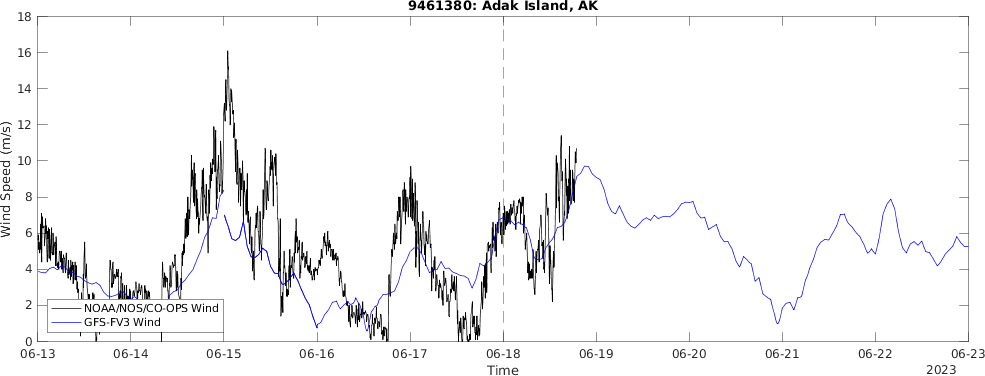 9461380: Adak Island, AK
Wind Speed (m/s)
18
16
14
12
10
8
6
4
2
0
NOAA/NOS/CO-OPS Wind
GFS-FV3 Wind
06-13 06-14 06-15 06-16 06-17 06-18 06-19 06-20 06-21 06-22 06-23
Time
2023